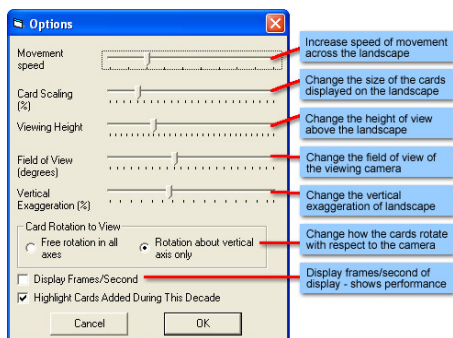 Options
Movement
speed
Increase speed of movement
across the landscape
Card Scaling
(%)
Change the size of the cards
displayed on the landscape
Viewing Height
Change the height of view
above the landscape
Field of View
(degrees)
Change the field of view of
the viewing camera
Vertical
Exaggeration (%)
Change the vertical
exaggeration of landscape
Card Rotation to View
Free rotation in all
axes
Rotation about vertical
axis only
Change how the cards rotate
with respect to the camera
Display Frames/Second
Display frames/second of
display - shows performance
Highlight Cards Added During This Decade
Cancel
OK